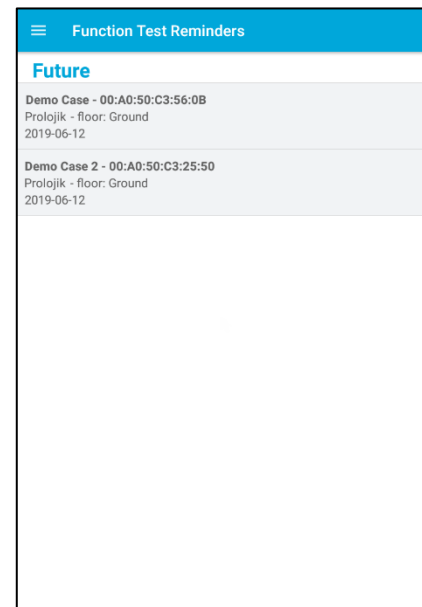 Function Test Reminders
Future
Demo Case - 00:A0:50:C3:56:0B
Prolojik - floor: Ground
2019-06-12
Demo Case 2 - 00:A0:50:C3:25:50
Prolojik - floor: Ground
2019-06-12